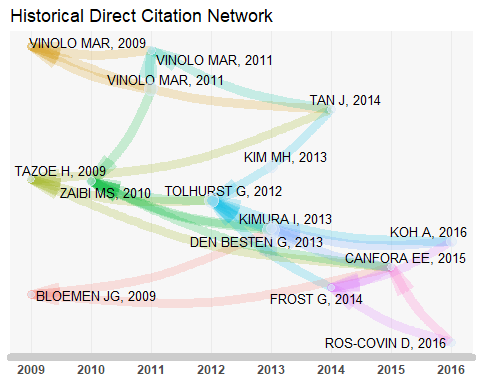 Historical Direct Citation Network
VINOLO MAR, 2009
VINOLO MAR, 2011
VINOLO MAR, 2011
TAN J, 2014
KIM MH, 2013
TAZOE H, 2009
ZAIBI MS, 2010
TOLHURST G, 2012
KIMURA I, 2013
KOH A, 2016
DEN BESTEN G, 2013
CANFORA EE, 2015
BLOEMEN JG, 2009
FROST G, 2014
ROS-COVIN D, 2016
2009 2010 2011 2012 2013 2014 2015 2016